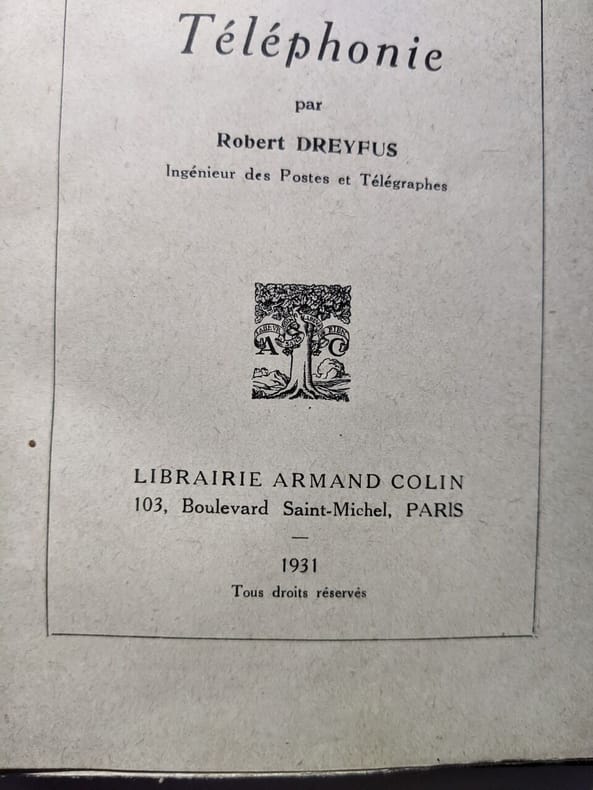 Téléphonie
par
Robert DREYFUS
Ingénieur des Postes et Télégraphes
A C
LIBRAIRIE ARMAND COLIN
103, Boulevard Saint-Michel, PARIS
—
1931
Tous droits réservés